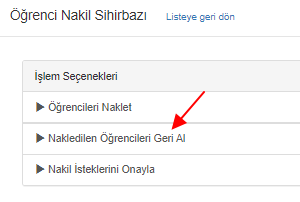 Öğrenci Nakil Sihirbazı Listeye geri dön
İşlem Seçenekleri
Öğrencileri Naklet
Nakledilen Öğrencileri Geri Al
Nakil İsteklerini Onayla